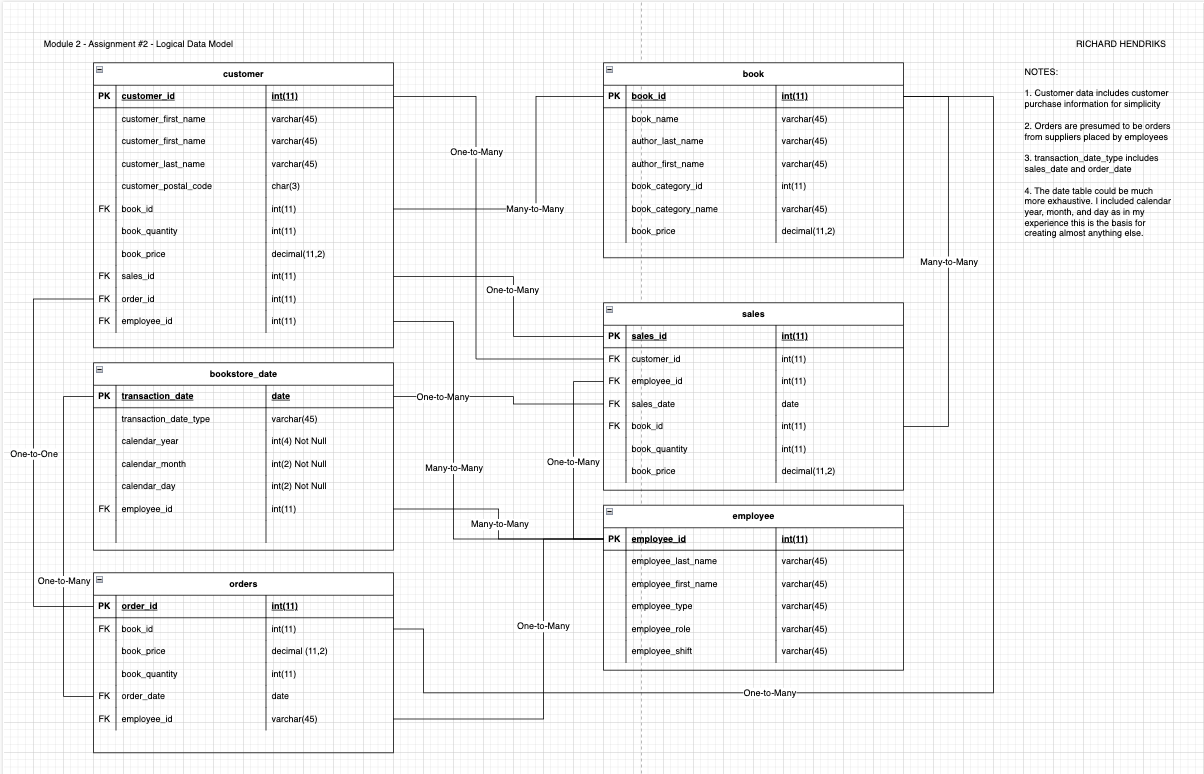 Module 2 - Assignment #2 - Logical Data Model
RICHARD HENDRIKS
customer
PK customer_id int(11)
customer_first_name varchar(45)
customer_first_name varchar(45)
customer_last_name varchar(45)
customer_postal_code char(3)
FK book_id int(11)
book_quantity int(11)
book_price decimal(11,2)
FK sales_id int(11)
FK order_id int(11)
FK employee_id int(11)
bookstore_date
PK transaction_date date
transaction_date_type varchar(45)
calendar_year int(4) Not Null
calendar_month int(2) Not Null
calendar_day int(2) Not Null
FK employee_id int(11)
orders
PK order_id int(11)
FK book_id int(11)
book_price decimal (11,2)
book_quantity int(11)
FK order_date date
FK employee_id varchar(45)
One-to-One
One-to-Many
One-to-Many
Many-to-Many
One-to-Many
One-to-Many
Many-to-Many
One-to-Many
Many-to-Many
One-to-Many
book
PK book_id int(11)
book_name varchar(45)
author_last_name varchar(45)
author_first_name varchar(45)
book_category_id int(11)
book_category_name varchar(45)
book_price decimal(11,2)
sales
PK sales_id int(11)
FK customer_id int(11)
FK employee_id int(11)
FK sales_date date
FK book_id int(11)
book_quantity int(11)
book_price decimal(11,2)
employee
PK employee_id int(11)
employee_last_name varchar(45)
employee_first_name varchar(45)
employee_type varchar(45)
employee_role varchar(45)
employee_shift varchar(45)
Many-to-Many
One-to-Many
NOTES:
1. Customer data includes customer
purchase information for simplicity
2. Orders are presumed to be orders
from suppliers placed by employees
3. transaction_date_type includes
sales_date and order_date
4. The date table could be much
more exhaustive. I included calendar
year, month, and day as in my
experience this is the basis for
creating almost anything else.